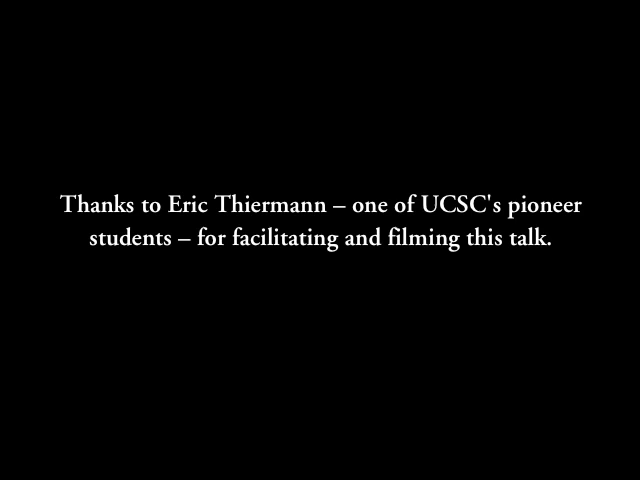 Thanks to Eric Thiermann – one of UCSC's pioneer
students – for facilitating and filming this talk.